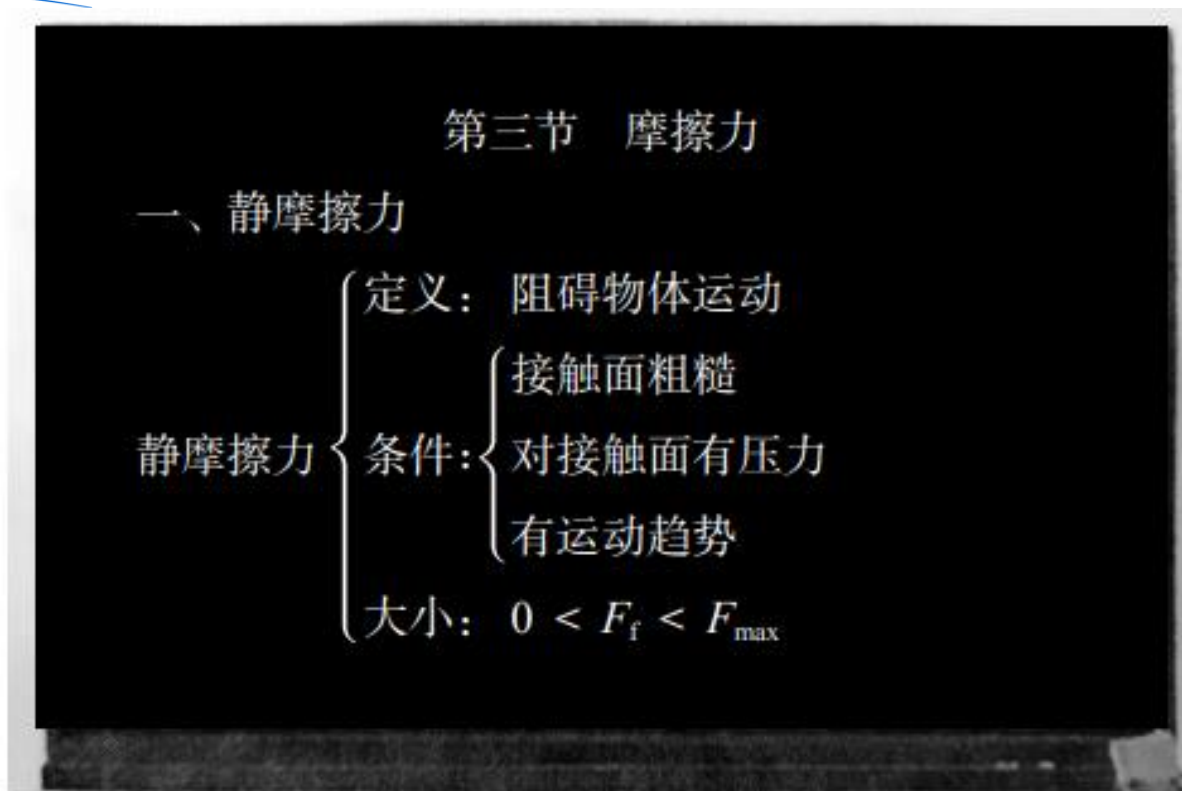 第三节 摩擦力
一、静摩擦力
定义： 阻碍物体运动
接触面粗糙
静摩擦力 条件： 对接触面有压力
有运动趋势
大小： 0 < F_f < F_max